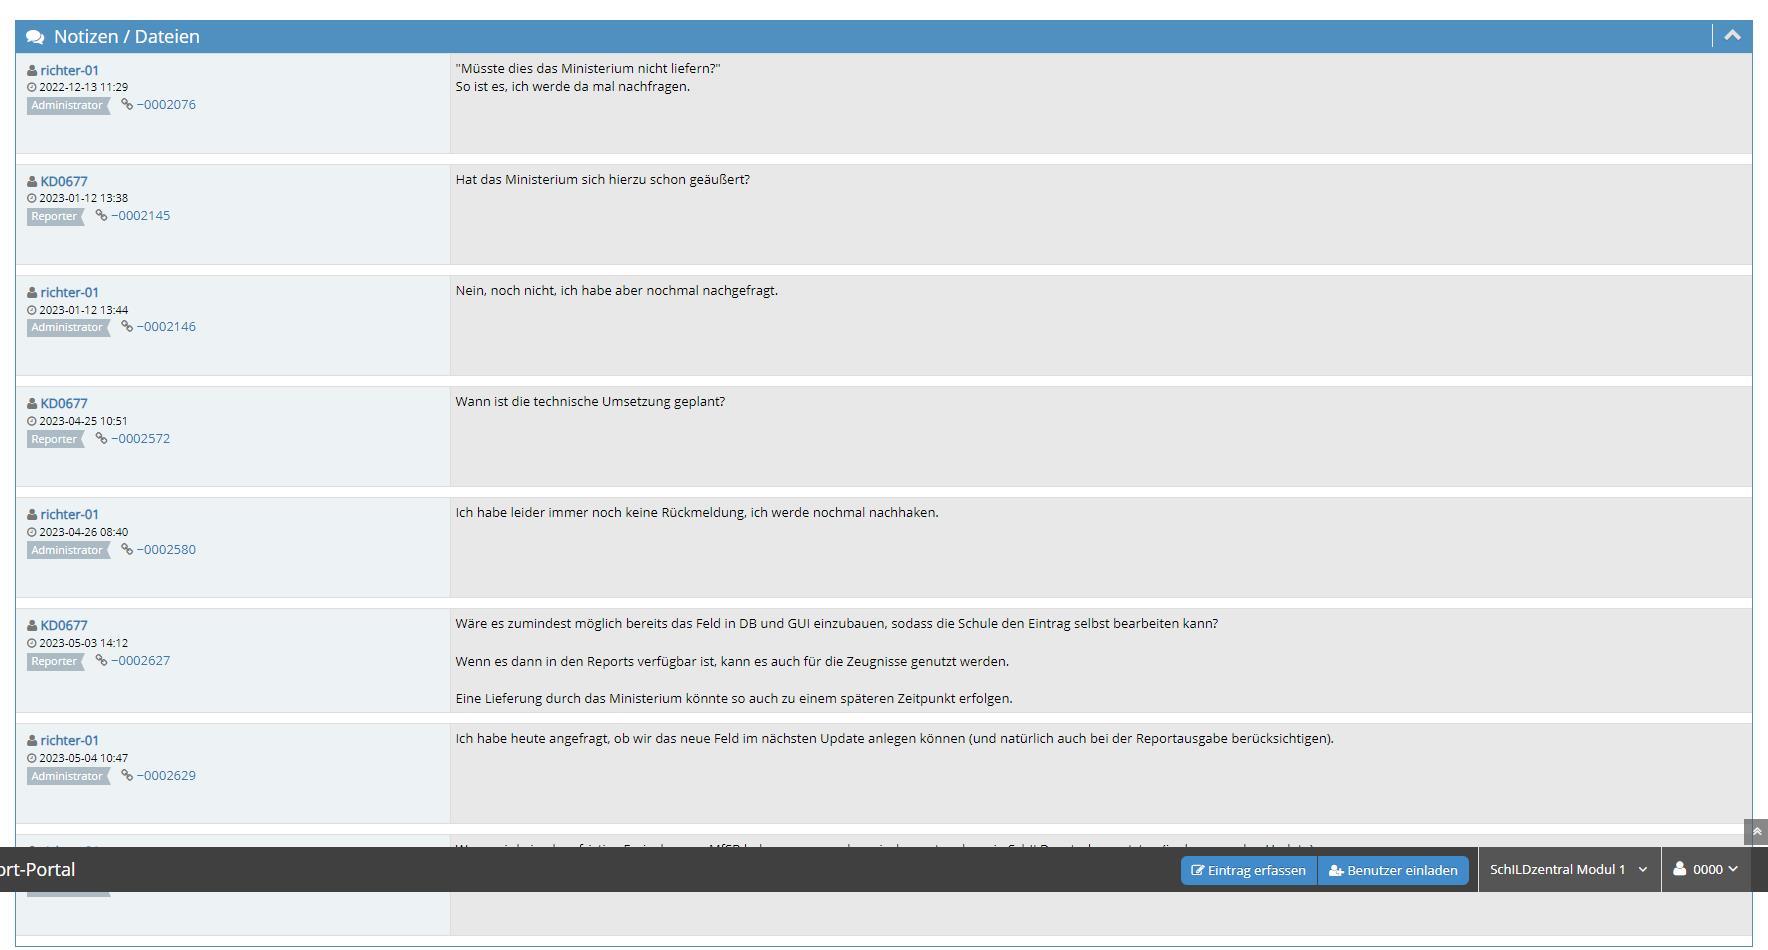 Notizen / Dateien
richter-01
2022-12-13 11:29
Administrator ~0002076
"Müsste dies das Ministerium nicht liefern?"
So ist es, ich werde da mal nachfragen.
KD0677
2023-01-12 13:38
Reporter ~0002145
Hat das Ministerium sich hierzu schon geäußert?
richter-01
2023-01-12 13:44
Administrator ~0002146
Nein, noch nicht, ich habe aber nochmal nachgefragt.
KD0677
2023-04-25 10:51
Reporter ~0002572
Wann ist die technische Umsetzung geplant?
richter-01
2023-04-26 08:40
Administrator ~0002580
Ich habe leider immer noch keine Rückmeldung, ich werde nochmal nachhaken.
KD0677
2023-05-03 14:12
Reporter ~0002627
Wäre es zumindest möglich bereits das Feld in DB und GUI einzubauen, sodass die Schule den Eintrag selbst bearbeiten kann?
Wenn es dann in den Reports verfügbar ist, kann es auch für die Zeugnisse genutzt werden.
Eine Lieferung durch das Ministerium könnte so auch zu einem späteren Zeitpunkt erfolgen.
richter-01
2023-05-04 10:47
Administrator ~0002629
Ich habe heute angefragt, ob wir das neue Feld im nächsten Update anlegen können (und natürlich auch bei der Reportausgabe berücksichtigen).
ort-Portal
Eintrag erfassen
Benutzer einladen
SchILDzentral Modul 1
0000